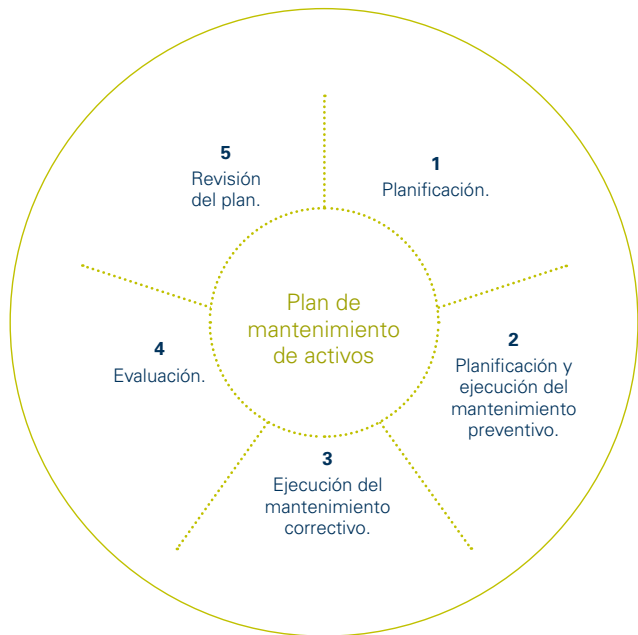 Plan de
mantenimiento
de activos
1
Planificación.
2
Planificación y
ejecución del
mantenimiento
preventivo.
3
Ejecución del
mantenimiento
correctivo.
4
Evaluación.
5
Revisión
del plan.